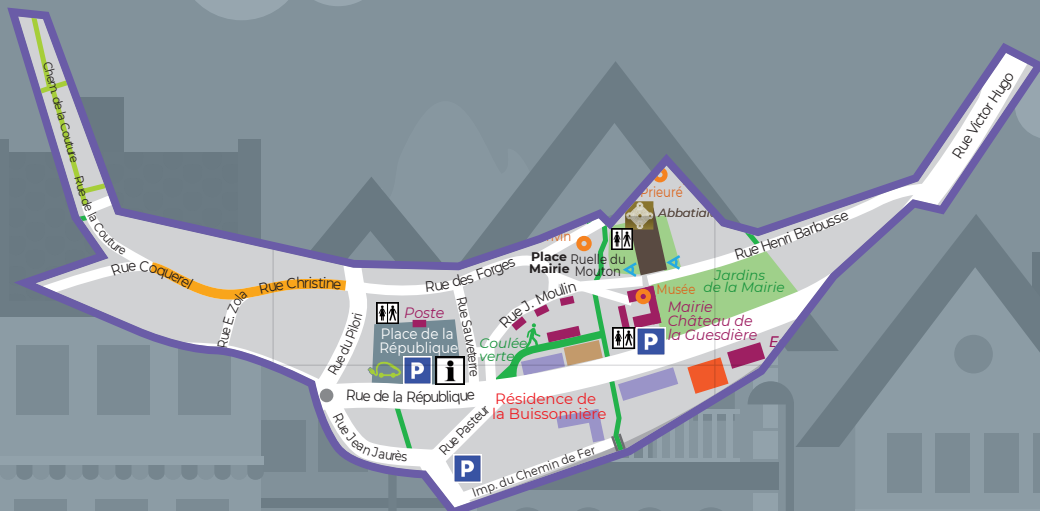 Chem. de la Couture
Rue de la Couture
Rue Coquerel
Rue Christine
Rue E. Zola
Rue du Pilori
Rue des Forges
Rue Sauveterre
Rue J. Moulin
Place
Mairie
Ruelle du
Mouton
Prieuré
Rue Henri Barbusse
Rue Victor Hugo
Jardins
de la Mairie
Musée
Mairie
Château de
la Guesdière
Poste
Place de la
République
Coulée
verte
P
i
P
Rue de la République
Résidence de
la Buissonnière
Rue Jean Jaurès
Rue Pasteur
P
Imp. du Chemin de Fer